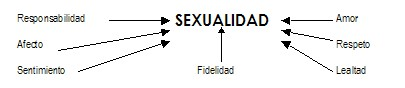 Responsabilidad SEXUALIDAD Amor
Afecto Respeto
Sentimiento Fidelidad Lealtad